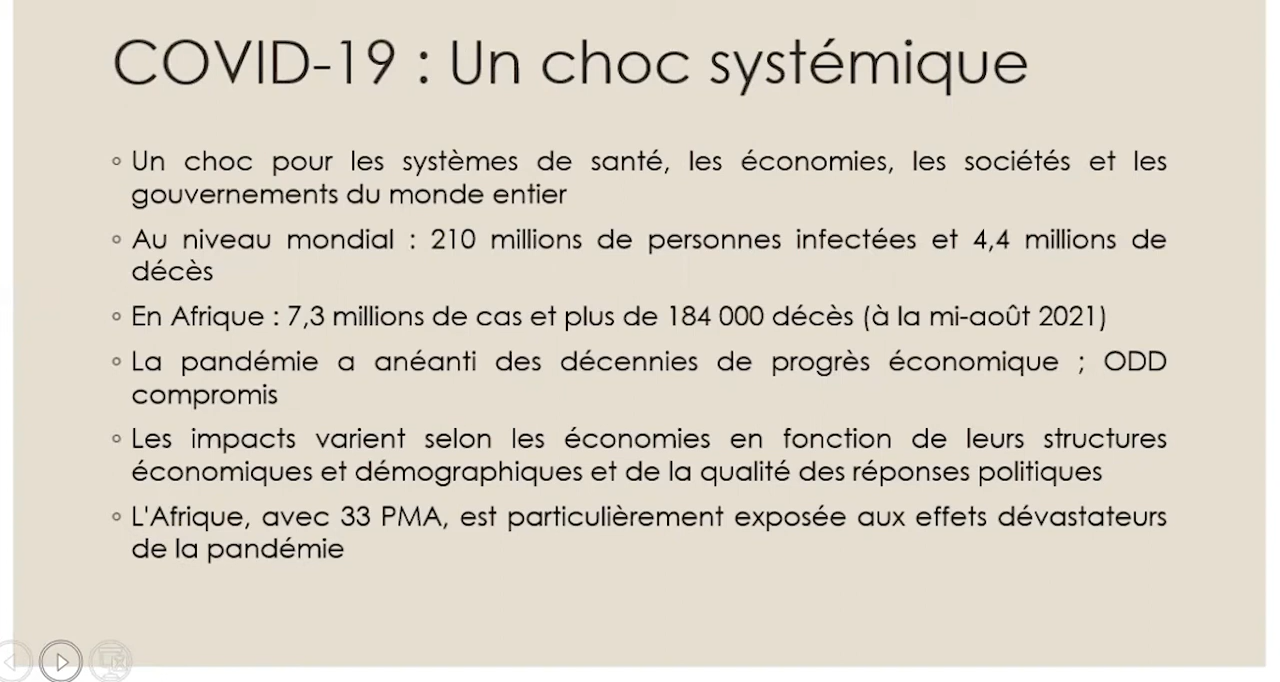 COVID-19 : Un choc systémique
◦ Un choc pour les systèmes de santé, les économies, les sociétés et les
gouvernements du monde entier
◦ Au niveau mondial : 210 millions de personnes infectées et 4,4 millions de
décès
◦ En Afrique : 7,3 millions de cas et plus de 184 000 décès (à la mi-août 2021)
◦ La pandémie a anéanti des décennies de progrès économique ; ODD
compromis
◦ Les impacts varient selon les économies en fonction de leurs structures
économiques et démographiques et de la qualité des réponses politiques
◦ L'Afrique, avec 33 PMA, est particulièrement exposée aux effets dévastateurs
de la pandémie